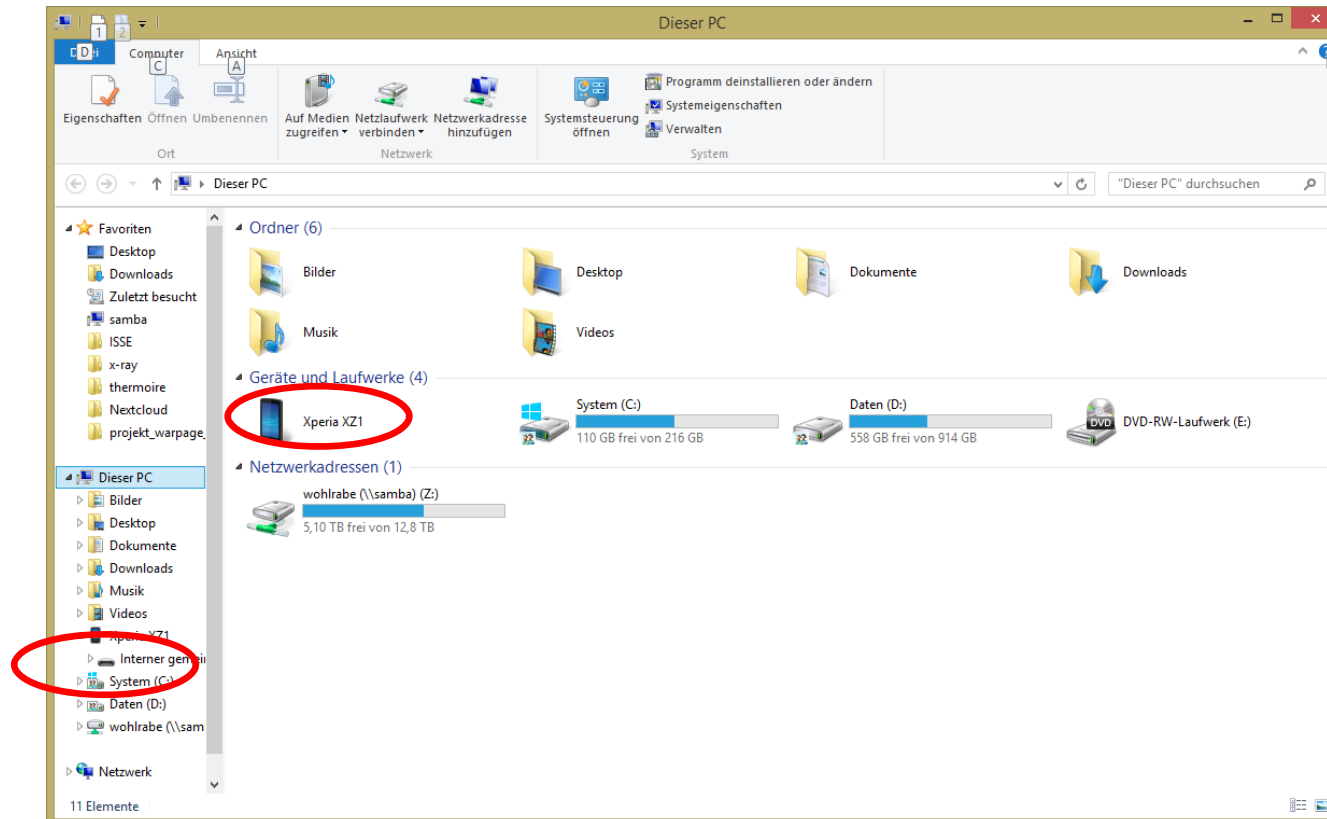 Dieser PC
1
2
D
Computer
Ansicht
C
A
Eigenschaften
Öffnen
Umbenennen
Auf Medien zugreifen
Netzlaufwerk verbinden
Netzwerkadresse hinzufügen
Systemsteuerung öffnen
Programm deinstallieren oder ändern
Systemeigenschaften
Verwalten
Ort
Netzwerk
System
Dieser PC
"Dieser PC" durchsuchen
Favoriten
Desktop
Downloads
Zuletzt besucht
samba
ISSE
x-ray
thermoire
Nextcloud
projekt_warpage_
Dieser PC
Bilder
Desktop
Dokumente
Downloads
Musik
Videos
Xperia XZ1
Interner gemein
System (C:)
Daten (D:)
wohlrabe (\\sam
Netzwerk
Ordner (6)
Bilder
Desktop
Dokumente
Downloads
Musik
Videos
Geräte und Laufwerke (4)
Xperia XZ1
System (C:)
110 GB frei von 216 GB
Daten (D:)
558 GB frei von 914 GB
DVD
DVD-RW-Laufwerk (E:)
Netzwerkadressen (1)
wohlrabe (\\samba) (Z:)
5,10 TB frei von 12,8 TB
11 Elemente